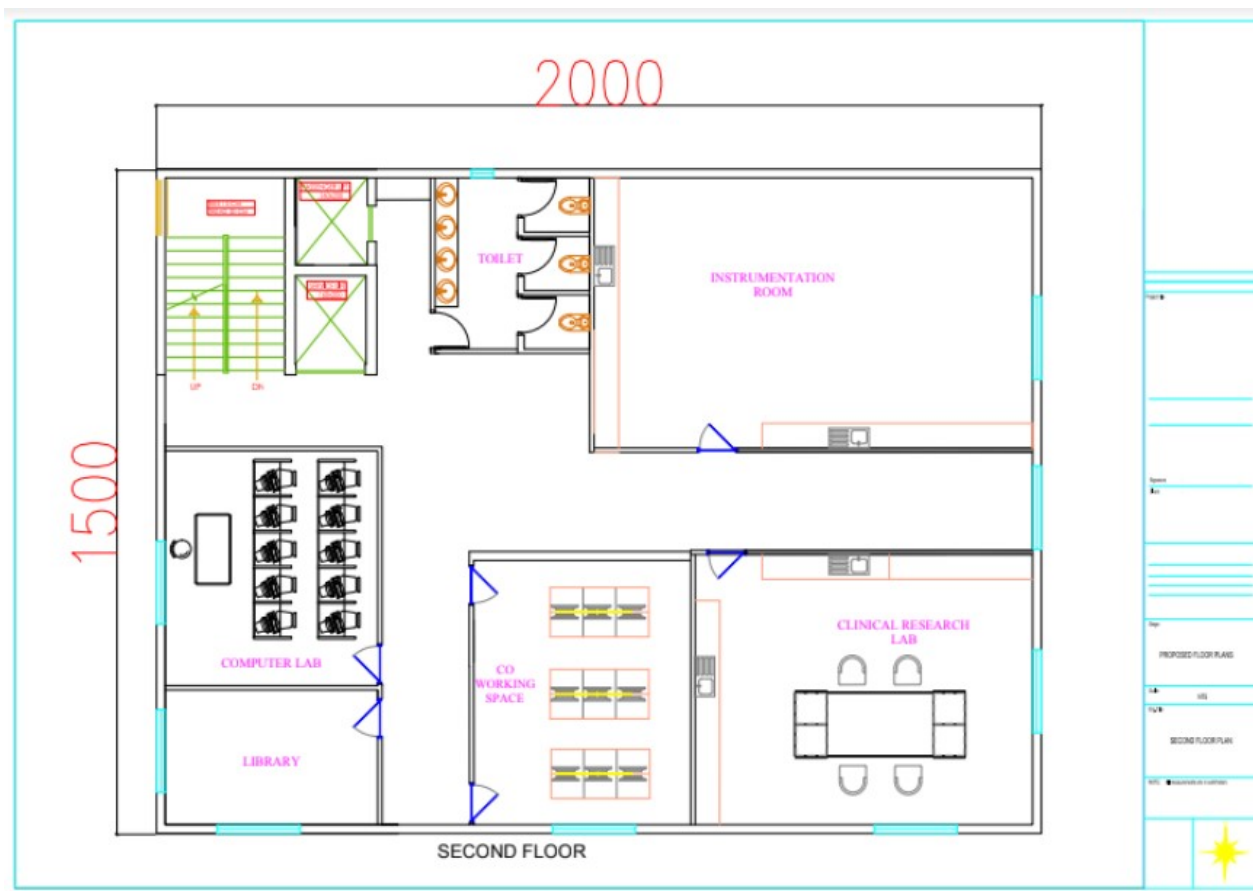 2000
TOILET
INSTRUMENTATION
ROOM
UP
DN
1500
COMPUTER LAB
CO
WORKING
SPACE
CLINICAL RESEARCH
LAB
LIBRARY
SECOND FLOOR
PROPOSED FLOOR PLANS
SECOND FLOOR PLAN